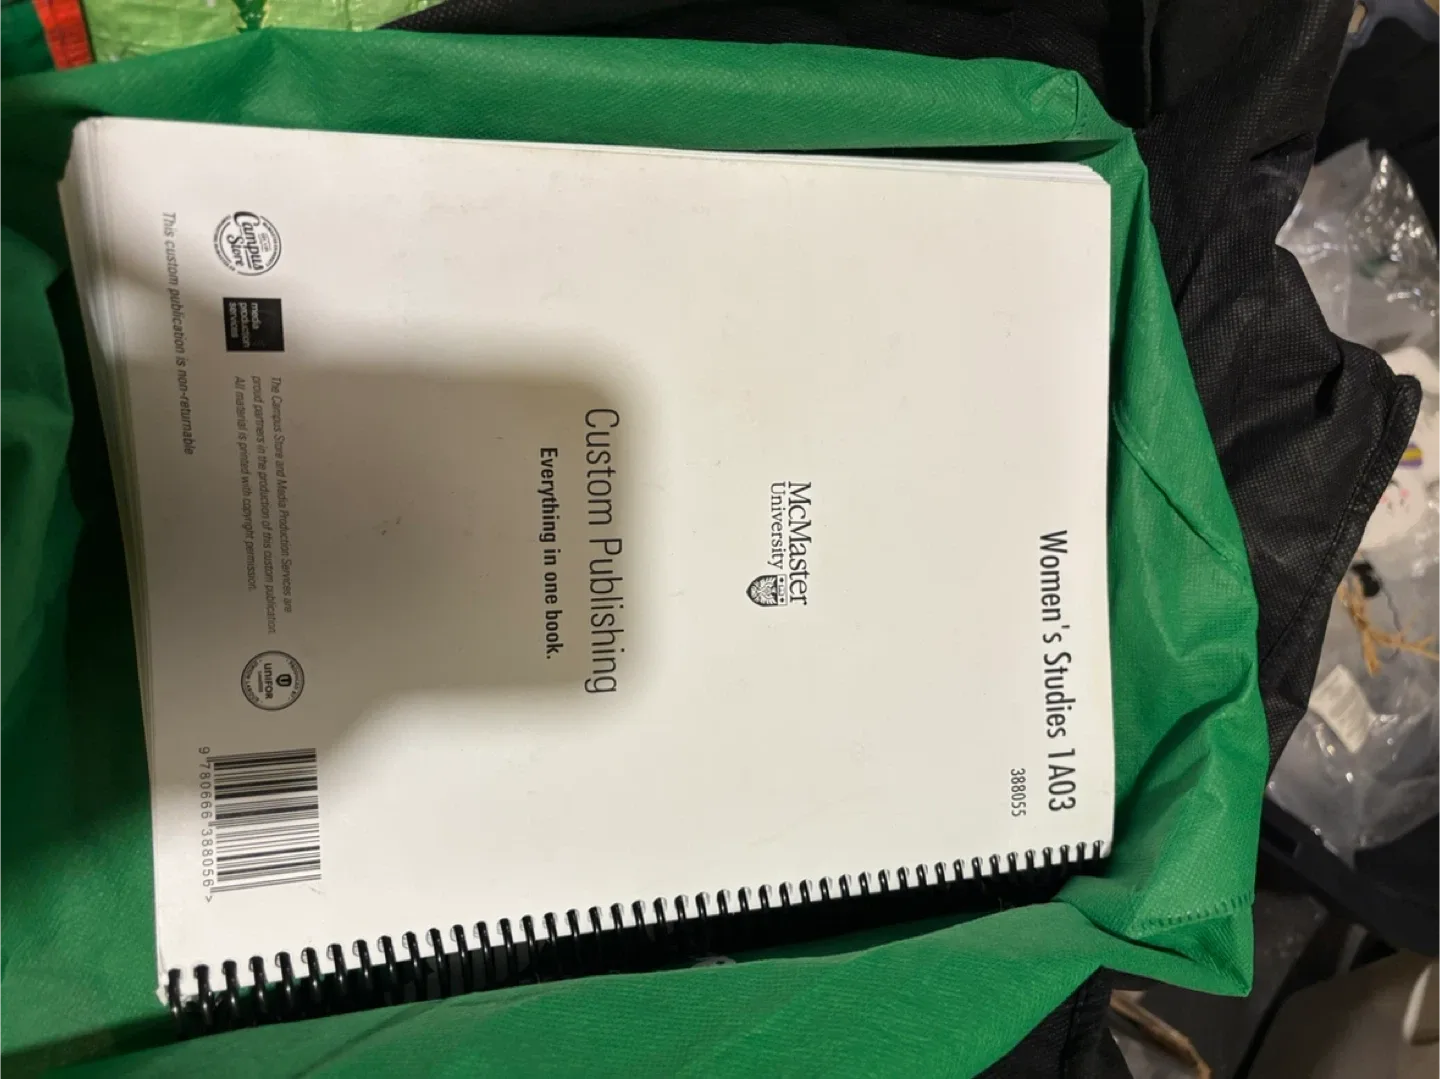 Women's Studies 1A03
388055
McMaster
University
Custom Publishing
Everything in one book.
Campus
Store
media
production
services
The Campus Store and Media Production Services are
proud partners in the production of this custom publication.
All material is printed with copyright permission.
UNIFOR
9 780666 388056 >
This custom publication is non-returnable